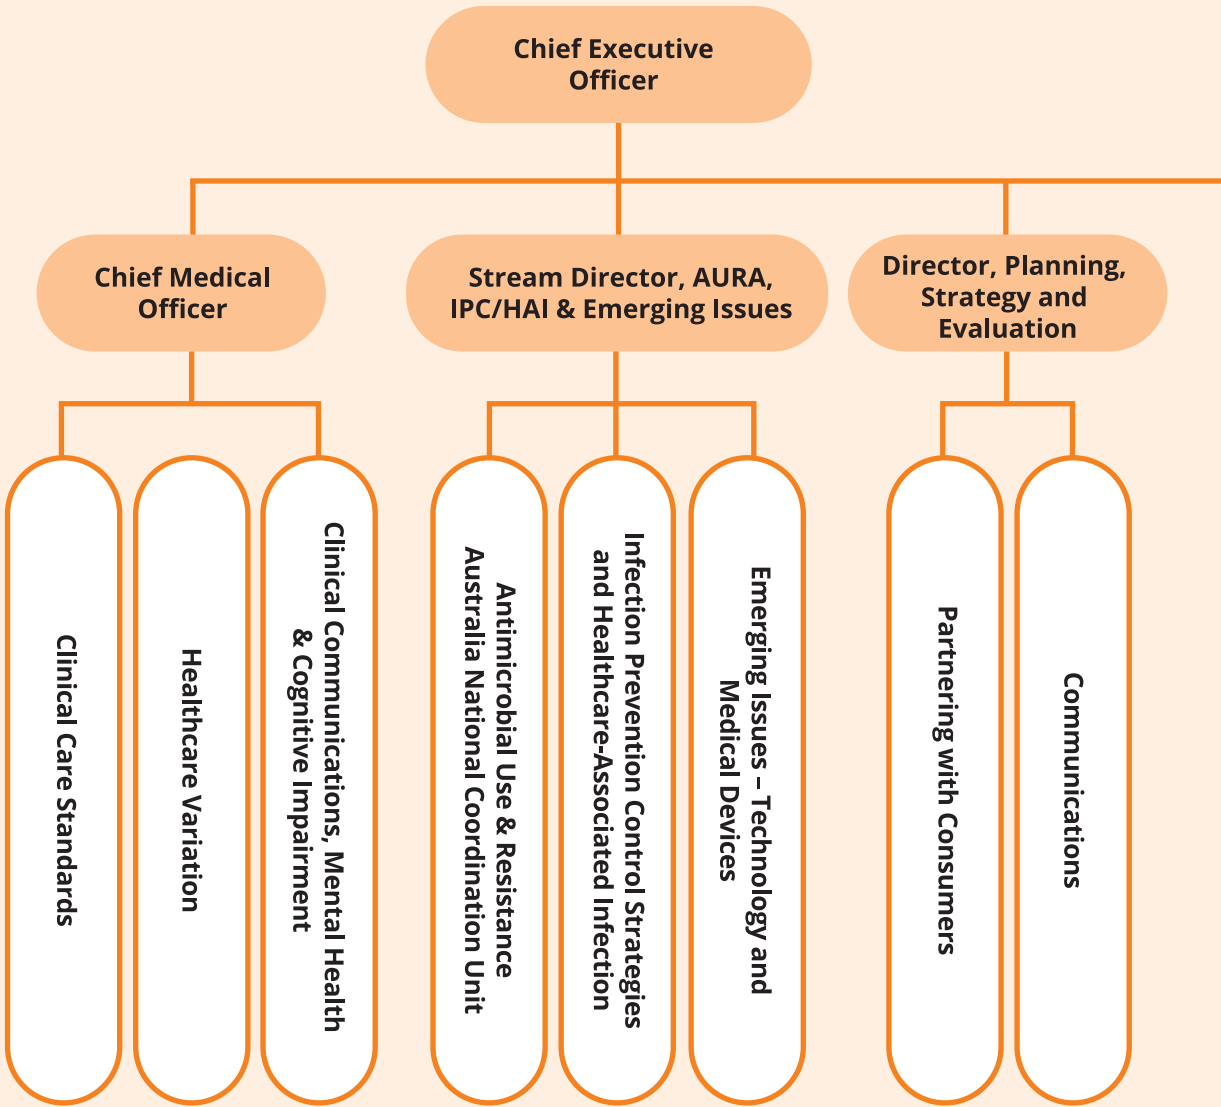 Chief Executive
Officer
Chief Medical
Officer
Stream Director, AURA,
IPC/HAI & Emerging Issues
Director, Planning,
Strategy and
Evaluation
Clinical Care Standards
Healthcare Variation
Clinical Communications, Mental Health
& Cognitive Impairment
Antimicrobial Use & Resistance
Australia National Coordination Unit
Infection Prevention Control Strategies
and Healthcare-Associated Infection
Emerging Issues – Technology and
Medical Devices
Partnering with Consumers
Communications